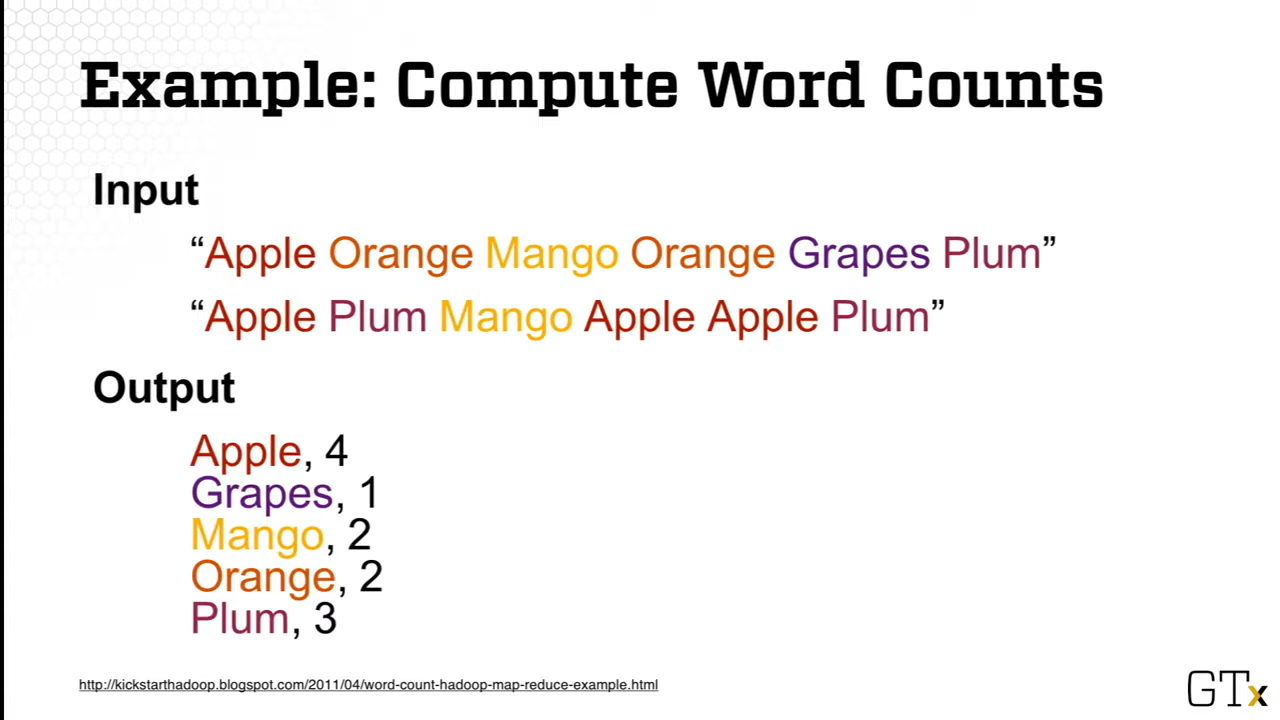 Example: Compute Word Counts
Input
“Apple Orange Mango Orange Grapes Plum”
“Apple Plum Mango Apple Apple Plum”
Output
Apple, 4
Grapes, 1
Mango, 2
Orange, 2
Plum, 3
http://kickstarthadoop.blogspot.com/2011/04/word-count-hadoop-map-reduce-example.html
GTx